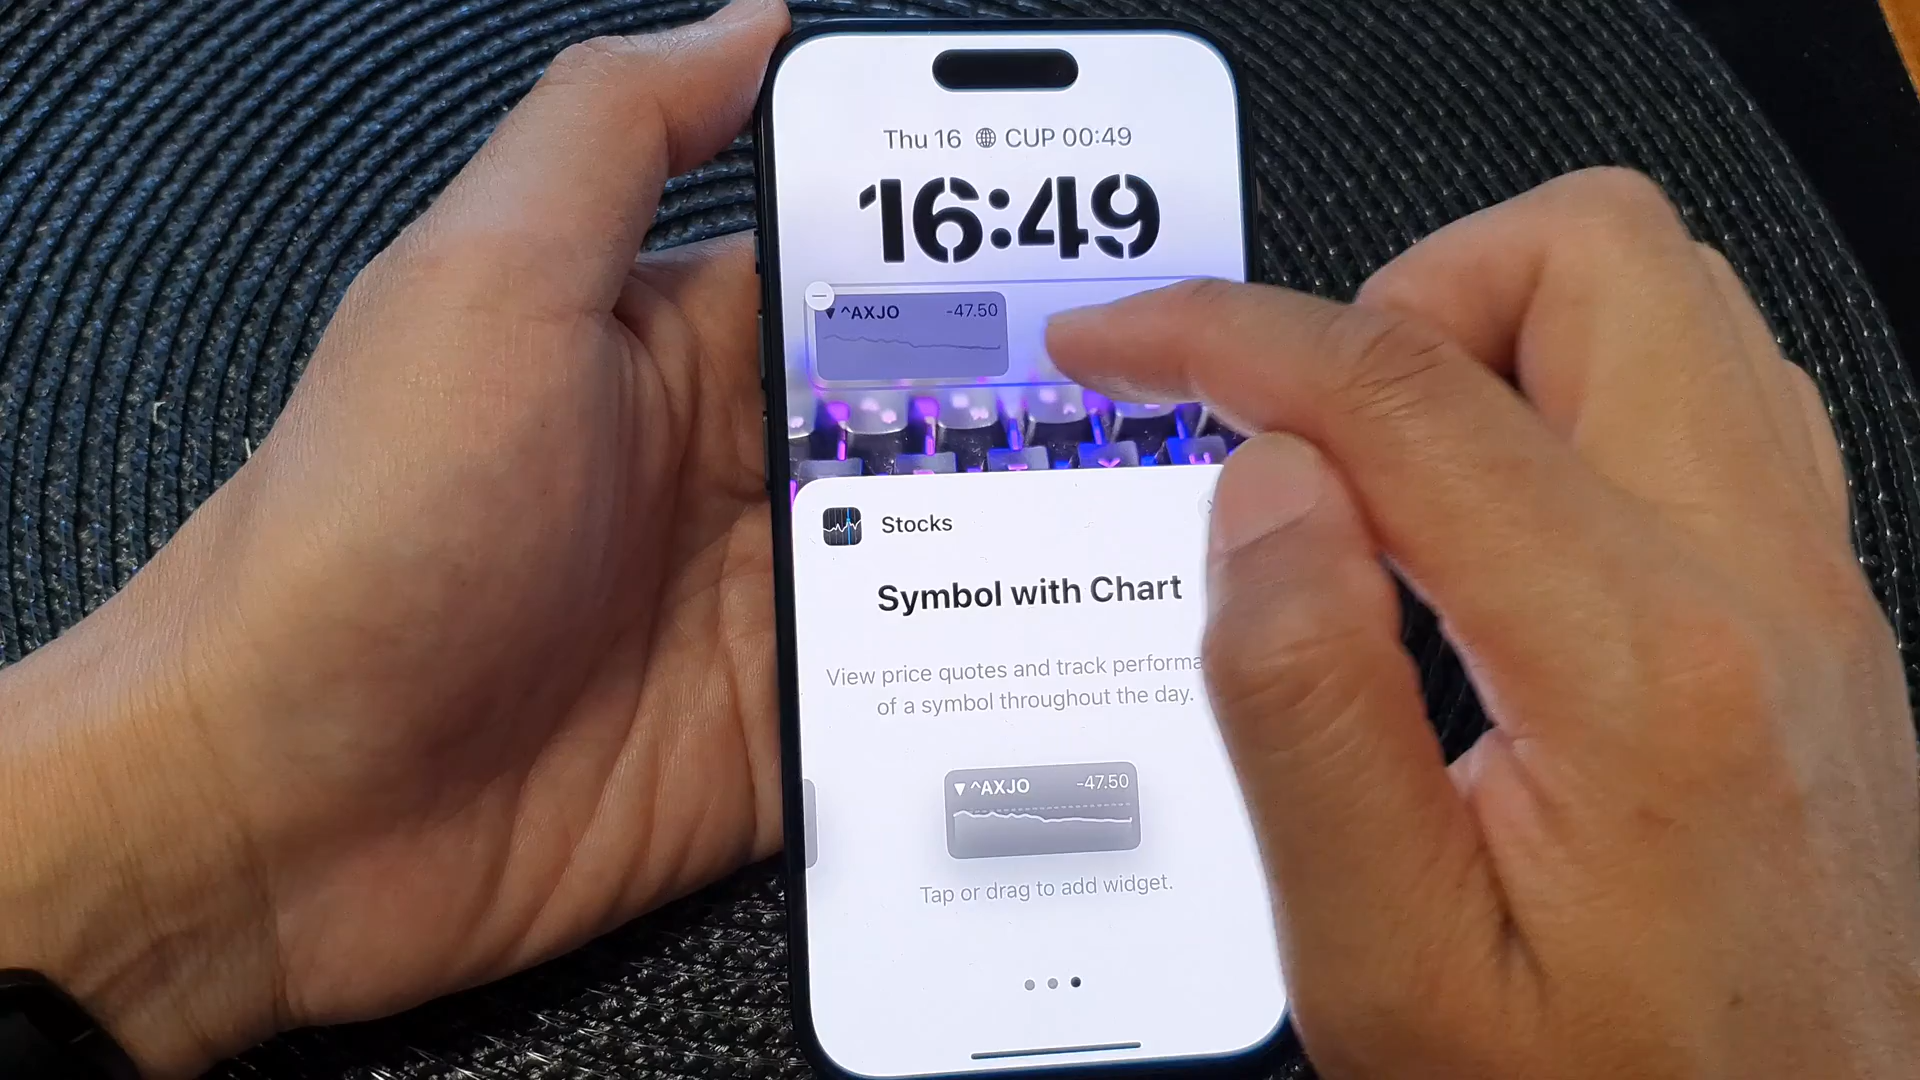 Thu 16 CUP 00:49
16:49
▼ ^AXJO -47.50
Stocks
Symbol with Chart
View price quotes and track performa
of a symbol throughout the day.
▼ ^AXJO -47.50
Tap or drag to add widget.